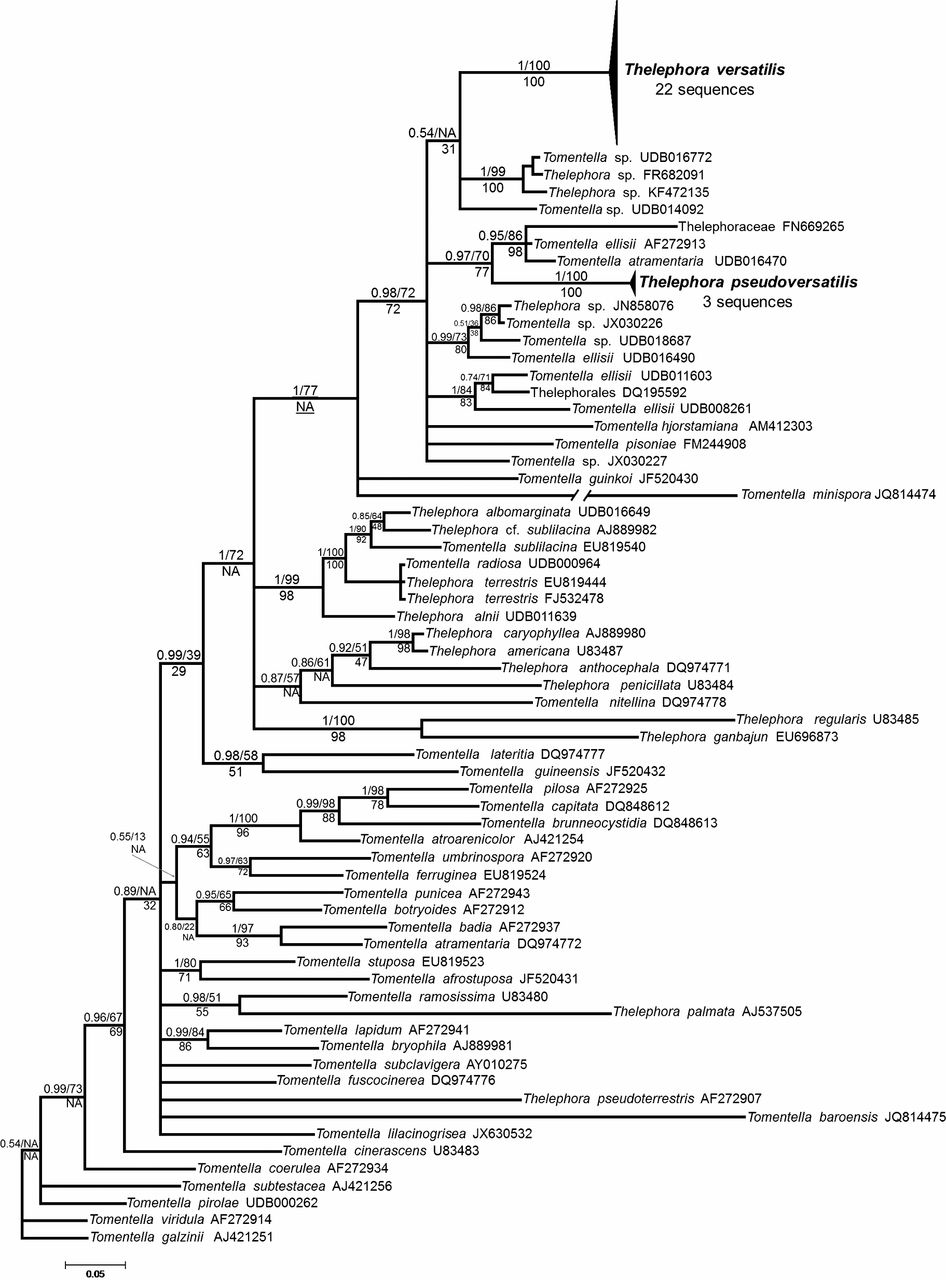 1/100
100
Thelephora versatilis
22 sequences
0.54/NA
31
Tomentella sp. UDB016772
1/99
100
Thelephora sp. FR682091
Thelephora sp. KF472135
Tomentella sp. UDB014092
Thelephoraceae FN669265
0.95/86
98
Tomentella ellisii AF272913
0.97/70
77
Tomentella atramentaria UDB016470
1/100
100
Thelephora pseudoversatilis
3 sequences
0.98/72
72
0.98/86
86
Thelephora sp. JN858076
0.51/36
38
Tomentella sp. JX030226
0.99/73
80
Tomentella sp. UDB018687
Tomentella ellisii UDB016490
0.74/71
84
Tomentella ellisii UDB011603
1/84
83
Telephorales DQ195592
Tomentella ellisii UDB008261
1/77
NA
Tomentella hjorstamiana AM412303
Tomentella pisoniae FM244908
Tomentella sp. JX030227
Tomentella guinkoi JF520430
Tomentella minispora JQ814474
0.85/64
48
Thelephora albomarginata UDB016649
1/90
92
Thelephora cf. sublilacina AJ889982
Tomentella sublilacina EU819540
1/100
100
Tomentella radiosa UDB000964
1/72
NA
1/99
98
Thelephora terrestris EU819444
Thelephora terrestris FJ532478
Thelephora alnii UDB011639
1/98
98
Thelephora caryophyllea AJ889980
0.92/51
47
Thelephora americana U83487
0.99/39
29
0.86/61
NA
Thelephora anthocephala DQ974771
0.87/57
NA
Thelephora penicillata U83484
Tomentella nitellina DQ974778
1/100
98
Thelephora regularis U83485
Thelephora ganbajun EU696873
0.98/58
51
Tomentella lateritia DQ974777
Tomentella guineensis JF520432
1/98
78
Tomentella pilosa AF272925
0.99/98
88
Tomentella capitata DQ848612
1/100
96
Tomentella brunneocystidia DQ848613
0.55/13
NA
0.94/55
63
Tomentella atroarenicolor AJ421254
0.97/63
72
Tomentella umbrinospora AF272920
Tomentella ferruginea EU819524
0.89/NA
32
0.95/65
66
Tomentella punicea AF272943
Tomentella botryoides AF272912
0.80/22
NA
1/97
93
Tomentella badia AF272937
Tomentella atramentaria DQ974772
1/80
71
Tomentella stuposa EU819523
Tomentella afrostuposa JF520431
0.98/51
55
Tomentella ramosissima U83480
Thelephora palmata AJ537505
0.96/67
69
0.99/84
86
Tomentella lapidum AF272941
Tomentella bryophila AJ889981
Tomentella subclavigera AY010275
Tomentella fuscocinerea DQ974776
0.99/73
NA
Thelephora pseudoterrestris AF272907
Tomentella baroensis JQ814475
Tomentella lilacinogrisea JX630532
0.54/NA
NA
Tomentella cinerascens U83483
Tomentella coerulea AF272934
Tomentella subtestacea AJ421256
Tomentella pirolae UDB000262
Tomentella viridula AF272914
Tomentella galzinii AJ421251
0.05